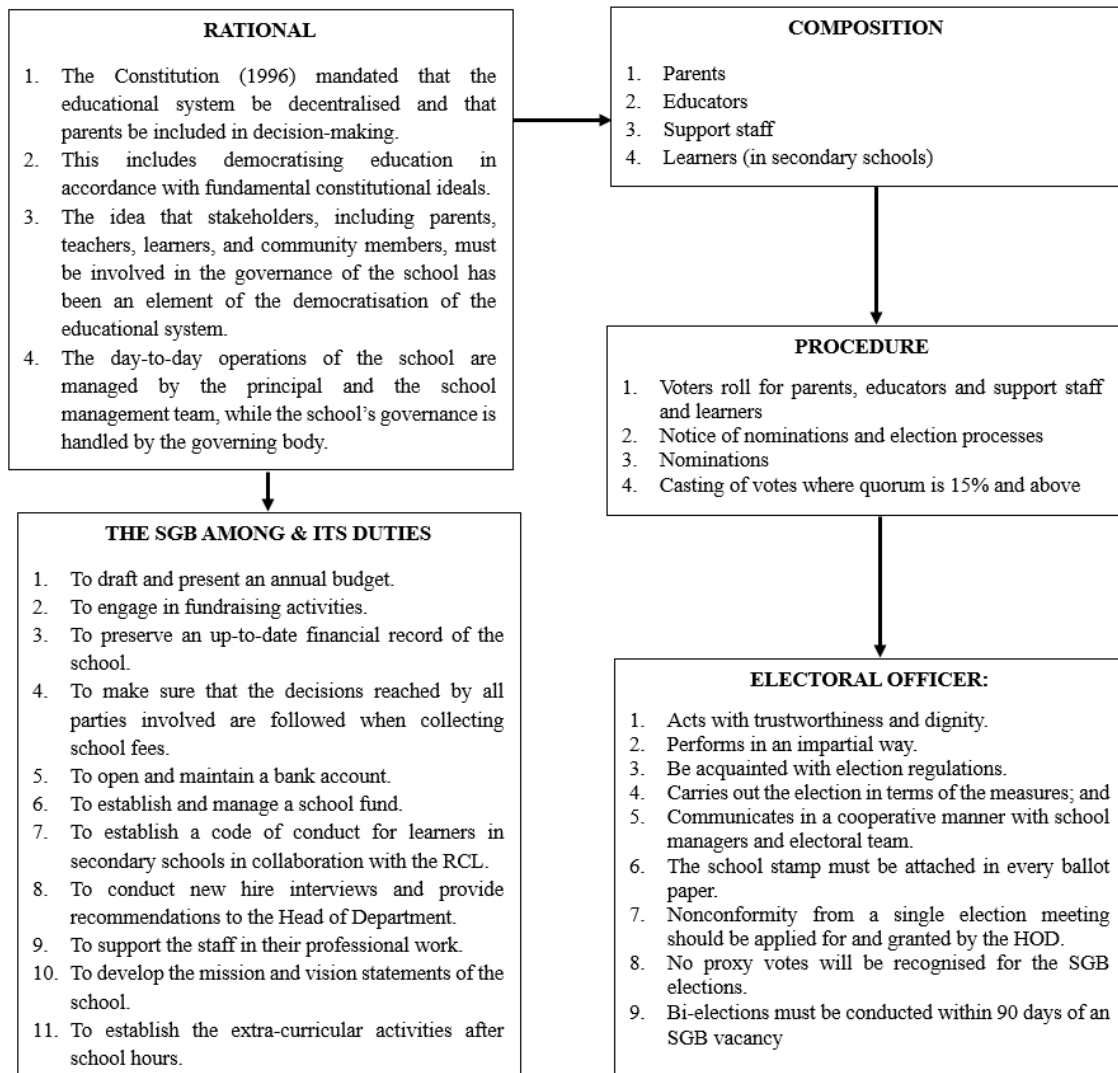 RATIONAL
1. The Constitution (1996) mandated that the
educational system be decentralised and that
parents be included in decision-making.
2. This includes democratising education in
accordance with fundamental constitutional ideals.
3. The idea that stakeholders, including parents,
teachers, learners, and community members, must
be involved in the governance of the school has
been an element of the democratisation of the
educational system.
4. The day-to-day operations of the school are
managed by the principal and the school
management team, while the school's governance is
handled by the governing body.
COMPOSITION
1. Parents
2. Educators
3. Support staff
4. Learners (in secondary schools)
PROCEDURE
1. Voters roll for parents, educators and support staff
and learners
2. Notice of nominations and election processes
3. Nominations
4. Casting of votes where quorum is 15% and above
THE SGB AMONG & ITS DUTIES
1. To draft and present an annual budget.
2. To engage in fundraising activities.
3. To preserve an up-to-date financial record of the
school.
4. To make sure that the decisions reached by all
parties involved are followed when collecting
school fees.
5. To open and maintain a bank account.
6. To establish and manage a school fund.
7. To establish a code of conduct for learners in
secondary schools in collaboration with the RCL.
8. To conduct new hire interviews and provide
recommendations to the Head of Department.
9. To support the staff in their professional work.
10. To develop the mission and vision statements of the
school.
11. To establish the extra-curricular activities after
school hours.
ELECTORAL OFFICER:
1. Acts with trustworthiness and dignity.
2. Performs in an impartial way.
3. Be acquainted with election regulations.
4. Carries out the election in terms of the measures; and
5. Communicates in a cooperative manner with school
managers and electoral team.
6. The school stamp must be attached in every ballot
paper.
7. Nonconformity from a single election meeting
should be applied for and granted by the HOD.
8. No proxy votes will be recognised for the SGB
elections.
9. Bi-elections must be conducted within 90 days of an
SGB vacancy